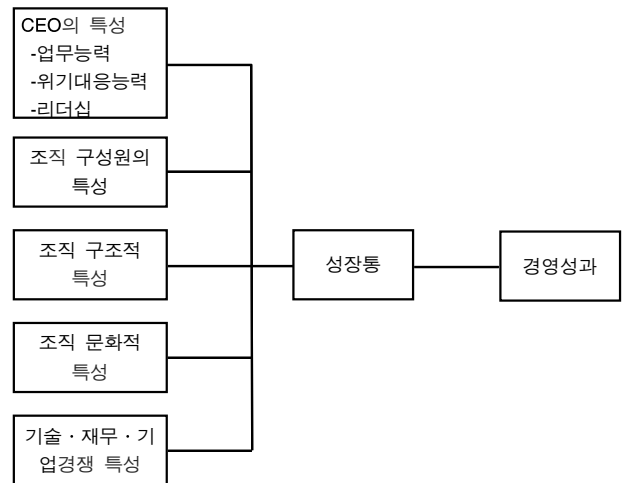 CEO의 특성
-업무능력
-위기대응능력
-리더십
조직 구성원의
특성
조직 구조적
특성
조직 문화적
특성
기술·재무·기
업경쟁 특성
성장통
경영성과